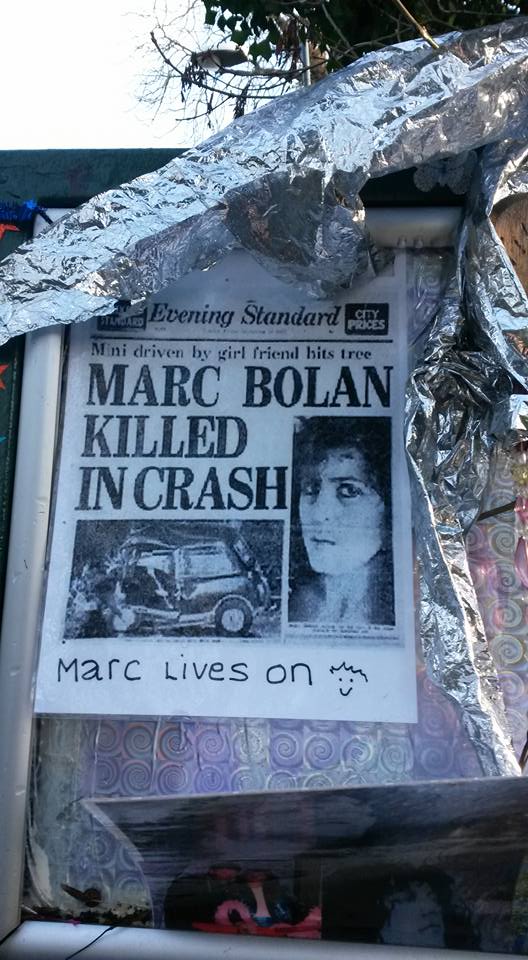 STANDARD
Evening Standard
CITY
PRICES
Mini driven by girl friend hits tree
MARC BOLAN
KILLED
IN CRASH
Marc Lives on